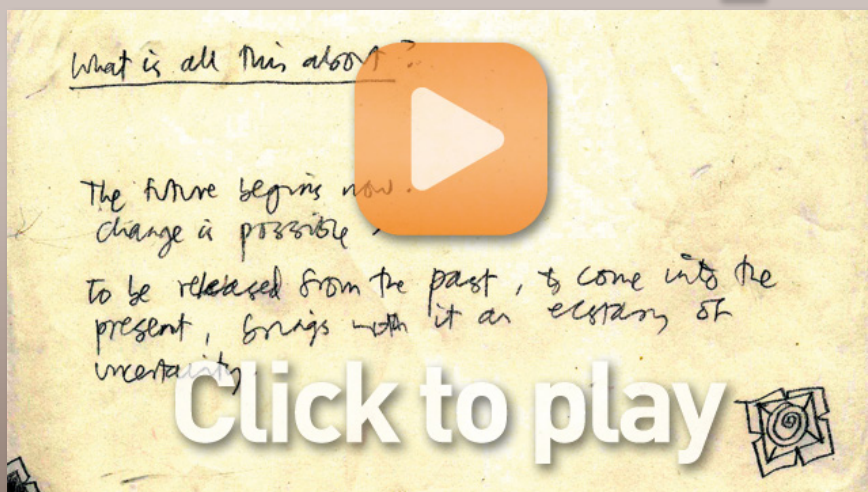 What is all this about?
The future begins now.
change is possible.
To be released from the past, to come into the
present, brings with it an ecstasy of
uncertainty.
Click to play